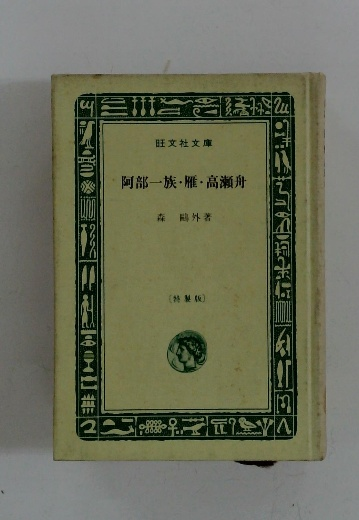 旺文社文庫
阿部一族・雁・高瀬舟
森 鷗外著
〔特製版〕